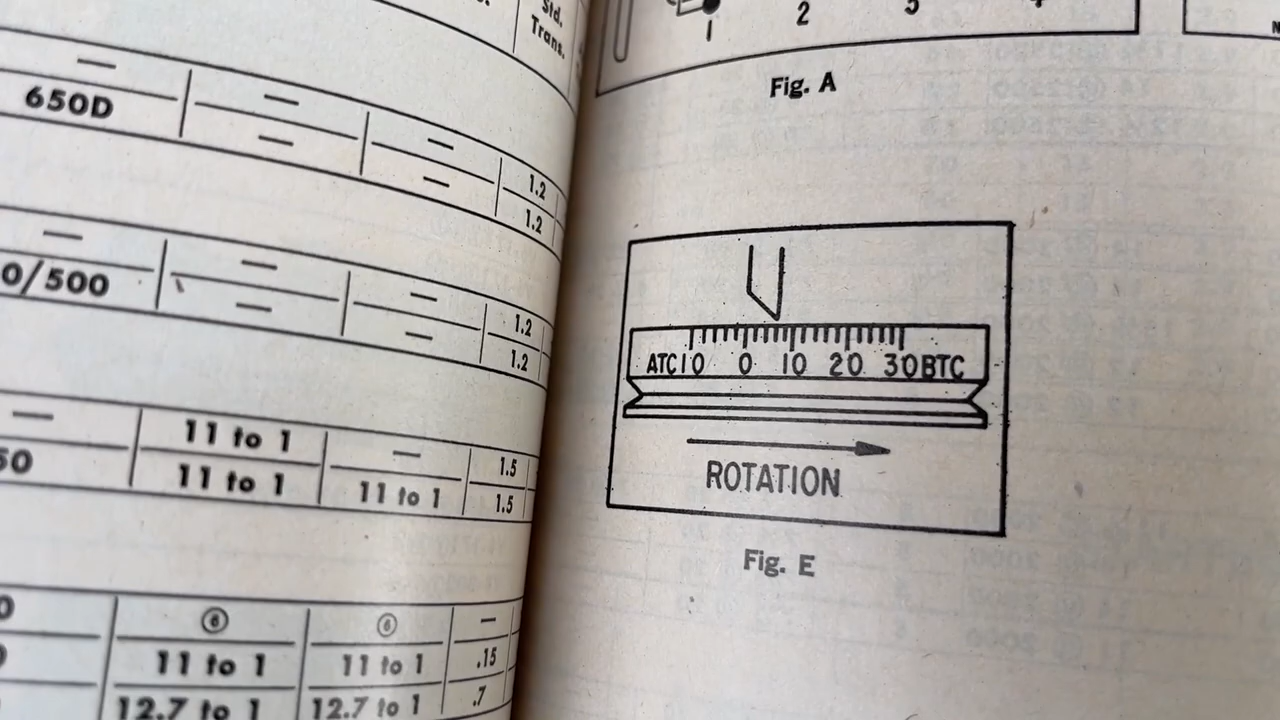 Std.
Trans.
—
650D
—
—
—
—
1.2
1.2
—
0/500
—
—
—
—
1.2
1.2
—
50
11 to 1
11 to 1
—
11 to 1
1.5
1.5
0
⑥
11 to 1
12.7 to 1
⑥
11 to 1
12.7 to 1
—
.15
.7
1
2
Fig. A
ATC 10 0 10 20 30 BTC
ROTATION
Fig. E